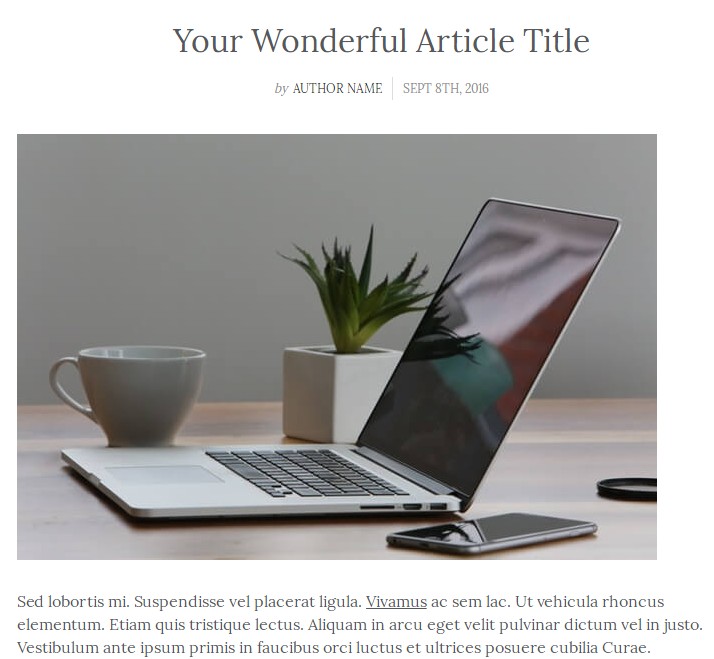 Your Wonderful Article Title
by AUTHOR NAME SEPT 8TH, 2016
Sed lobortis mi. Suspendisse vel placerat ligula. Vivamus ac sem lac. Ut vehicula rhoncus
elementum. Etiam quis tristique lectus. Aliquam in arcu eget velit pulvinar dictum vel in justo.
Vestibulum ante ipsum primis in faucibus orci luctus et ultrices posuere cubilia Curae.